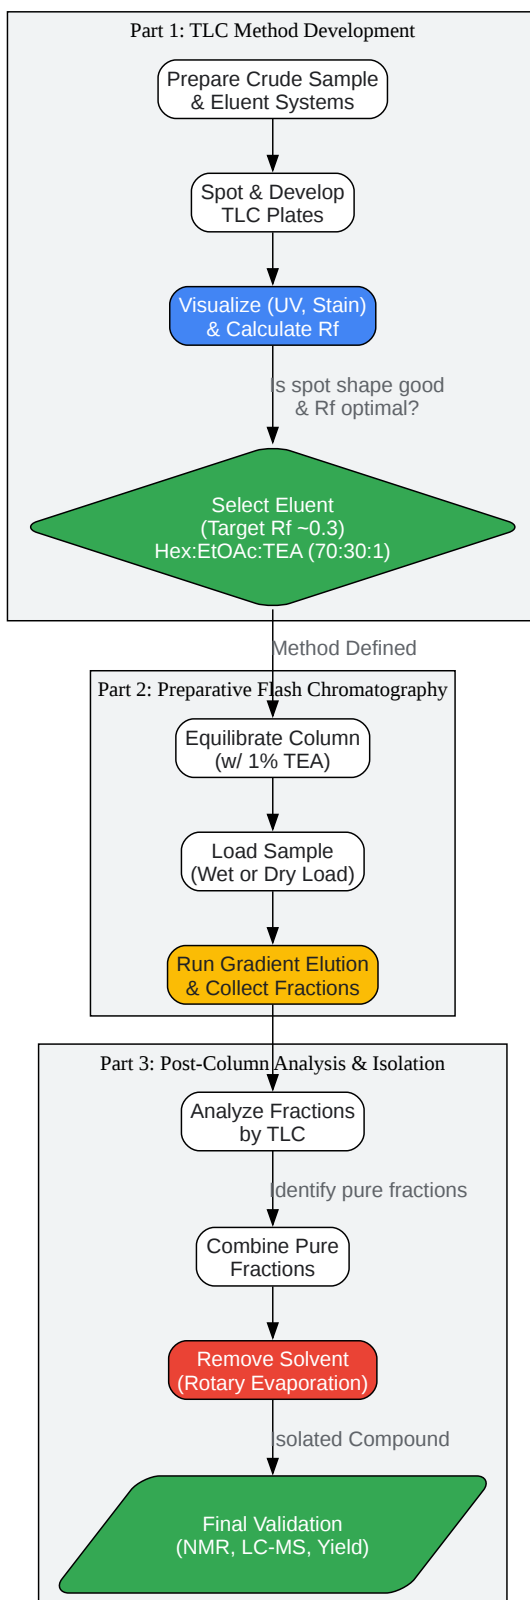 Part 1: TLC Method Development
Prepare Crude Sample
& Eluent Systems
Spot & Develop
TLC Plates
Visualize (UV, Stain)
& Calculate Rf
Is spot shape good
& Rf optimal?
Select Eluent
(Target Rf ~0.3)
Hex:EtOAc:TEA (70:30:1)
Method Defined
Part 2: Preparative Flash Chromatography
Equilibrate Column
(w/ 1% TEA)
Load Sample
(Wet or Dry Load)
Run Gradient Elution
& Collect Fractions
Part 3: Post-Column Analysis & Isolation
Analyze Fractions
by TLC
Identify pure fractions
Combine Pure
Fractions
Remove Solvent
(Rotary Evaporation)
Isolated Compound
Final Validation
(NMR, LC-MS, Yield)